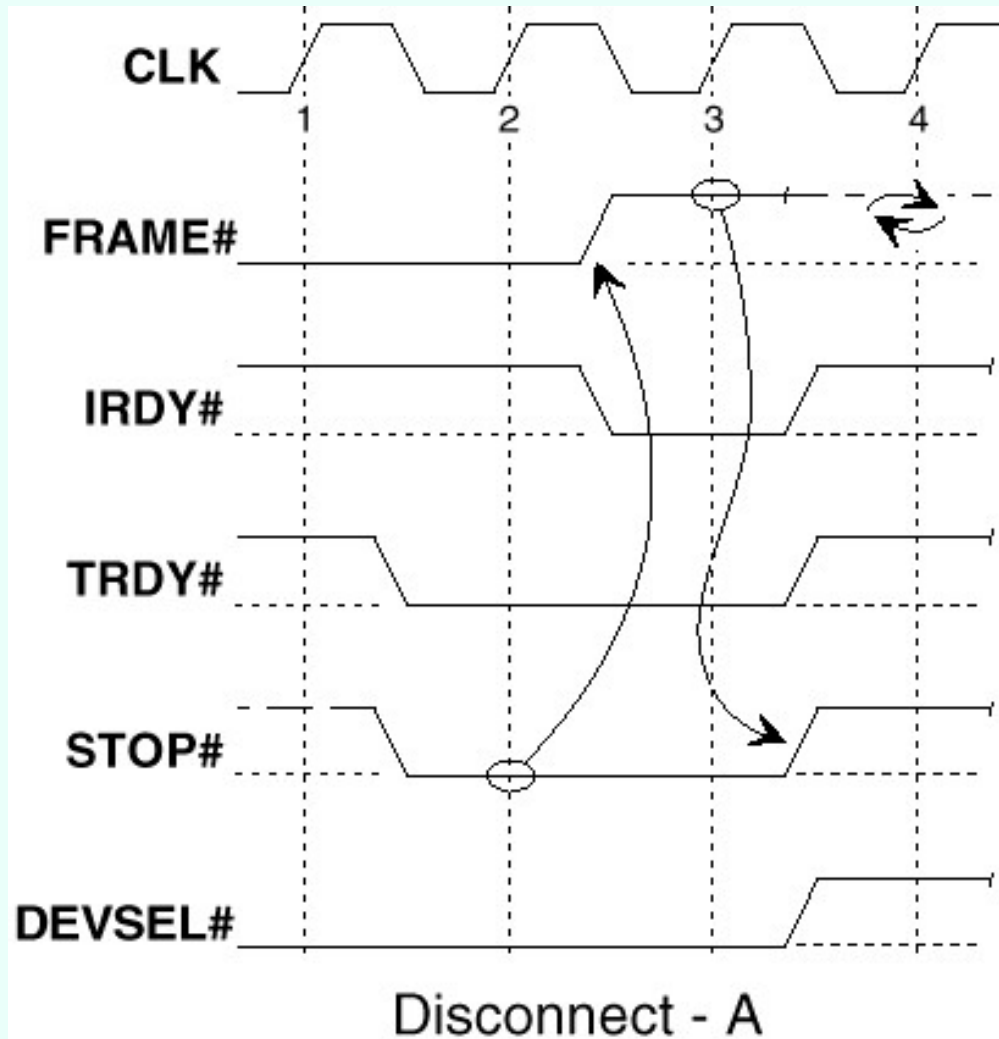 CLK
1 2 3 4
FRAME#
IRDY#
TRDY#
STOP#
DEVSEL#
Disconnect - A